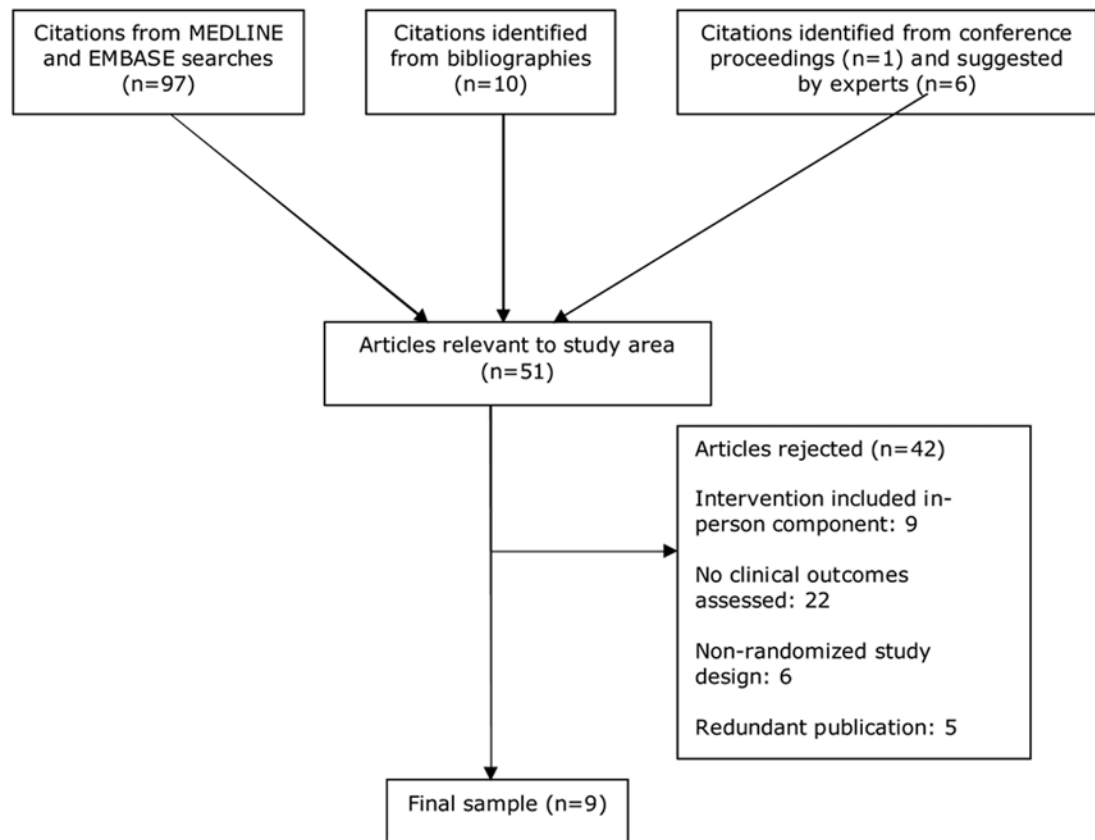 Citations from MEDLINE
and EMBASE searches
(n=97)
Citations identified
from bibliographies
(n=10)
Citations identified from conference
proceedings (n=1) and suggested
by experts (n=6)
Articles relevant to study area
(n=51)
Articles rejected (n=42)
Intervention included in-
person component: 9
No clinical outcomes
assessed: 22
Non-randomized study
design: 6
Redundant publication: 5
Final sample (n=9)